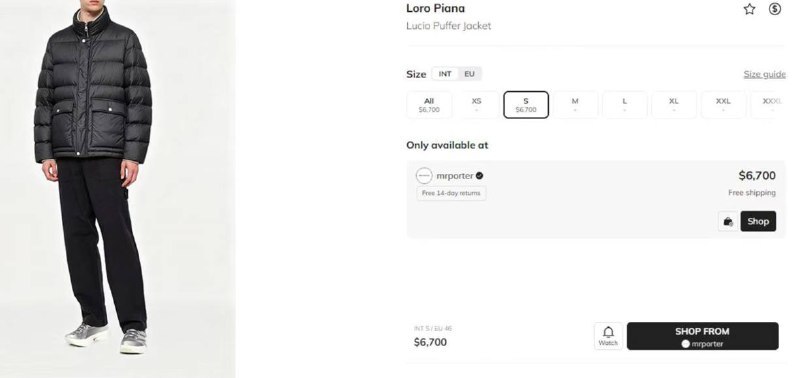 Loro Piana
Lucio Puffer Jacket
Size INT EU Size guide
All XS S M L XL XXL XXXL
$6,700 - $6,700 - - - - -
Only available at
mrporter $6,700
Free 14-day returns Free shipping
Shop
INT S / EU 46
$6,700
Watch
SHOP FROM
mrporter